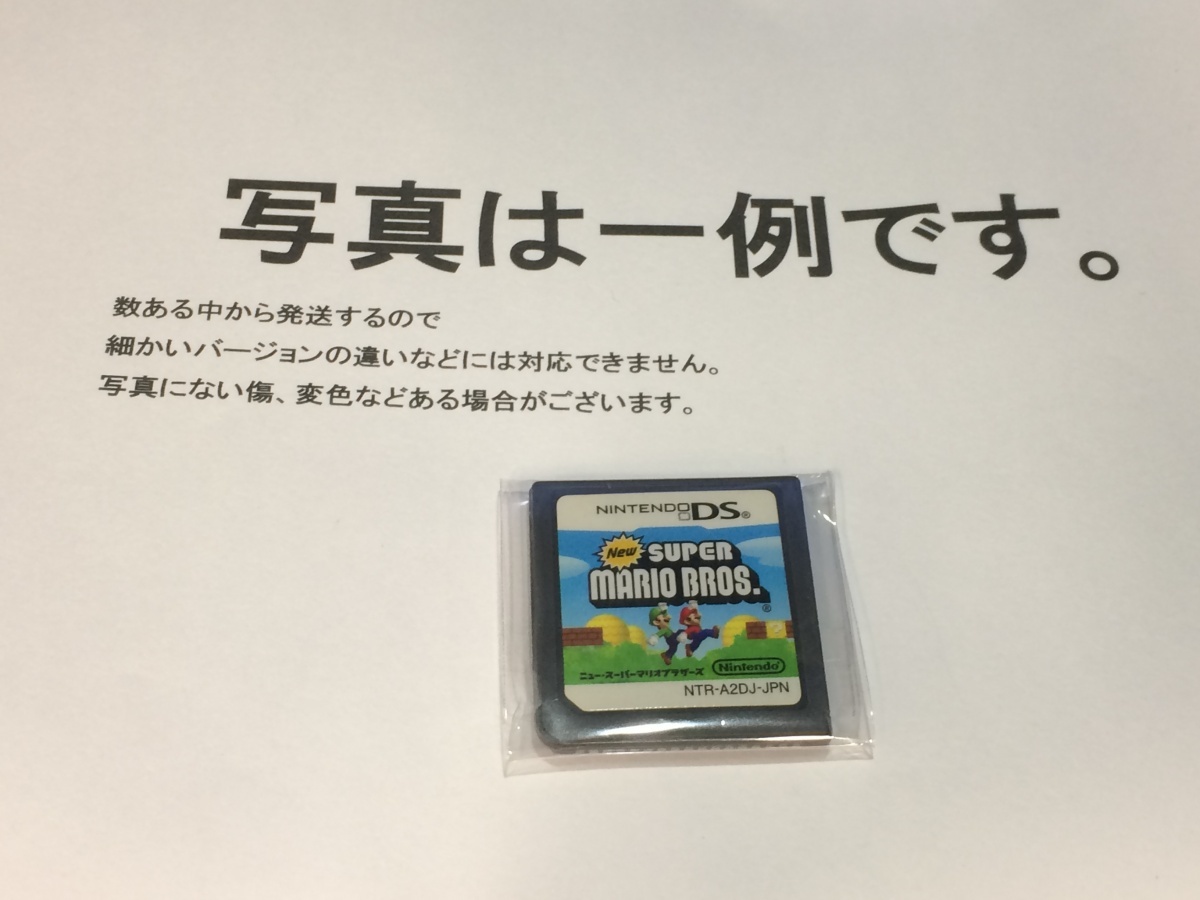 写真は一例です。
数ある中から発送するので
細かいバージョンの違いなどには対応できません。
写真にない傷、変色などある場合がございます。
NINTENDO DS®
New SUPER
MARIO BROS.®
ニュー・スーパーマリオブラザーズ
Nintendo
NTR-A2DJ-JPN